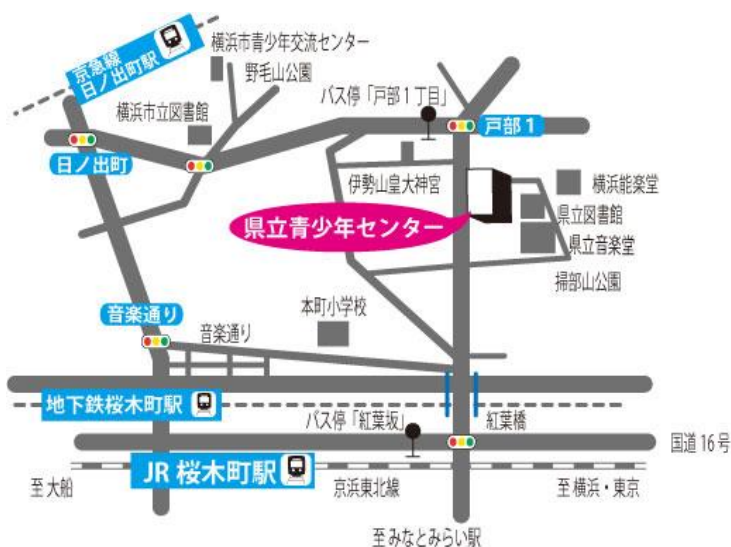 京急線
日ノ出町駅
横浜市青少年交流センター
野毛山公園
バス停「戸部1丁目」
横浜市立図書館
戸部1
日ノ出町
伊勢山皇大神宮
横浜能楽堂
県立図書館
県立青少年センター
県立音楽堂
掃部山公園
本町小学校
音楽通り
音楽通り
地下鉄桜木町駅
バス停「紅葉坂」
紅葉橋
国道16号
JR桜木町駅
至大船
京浜東北線
至横浜・東京
至みなとみらい駅